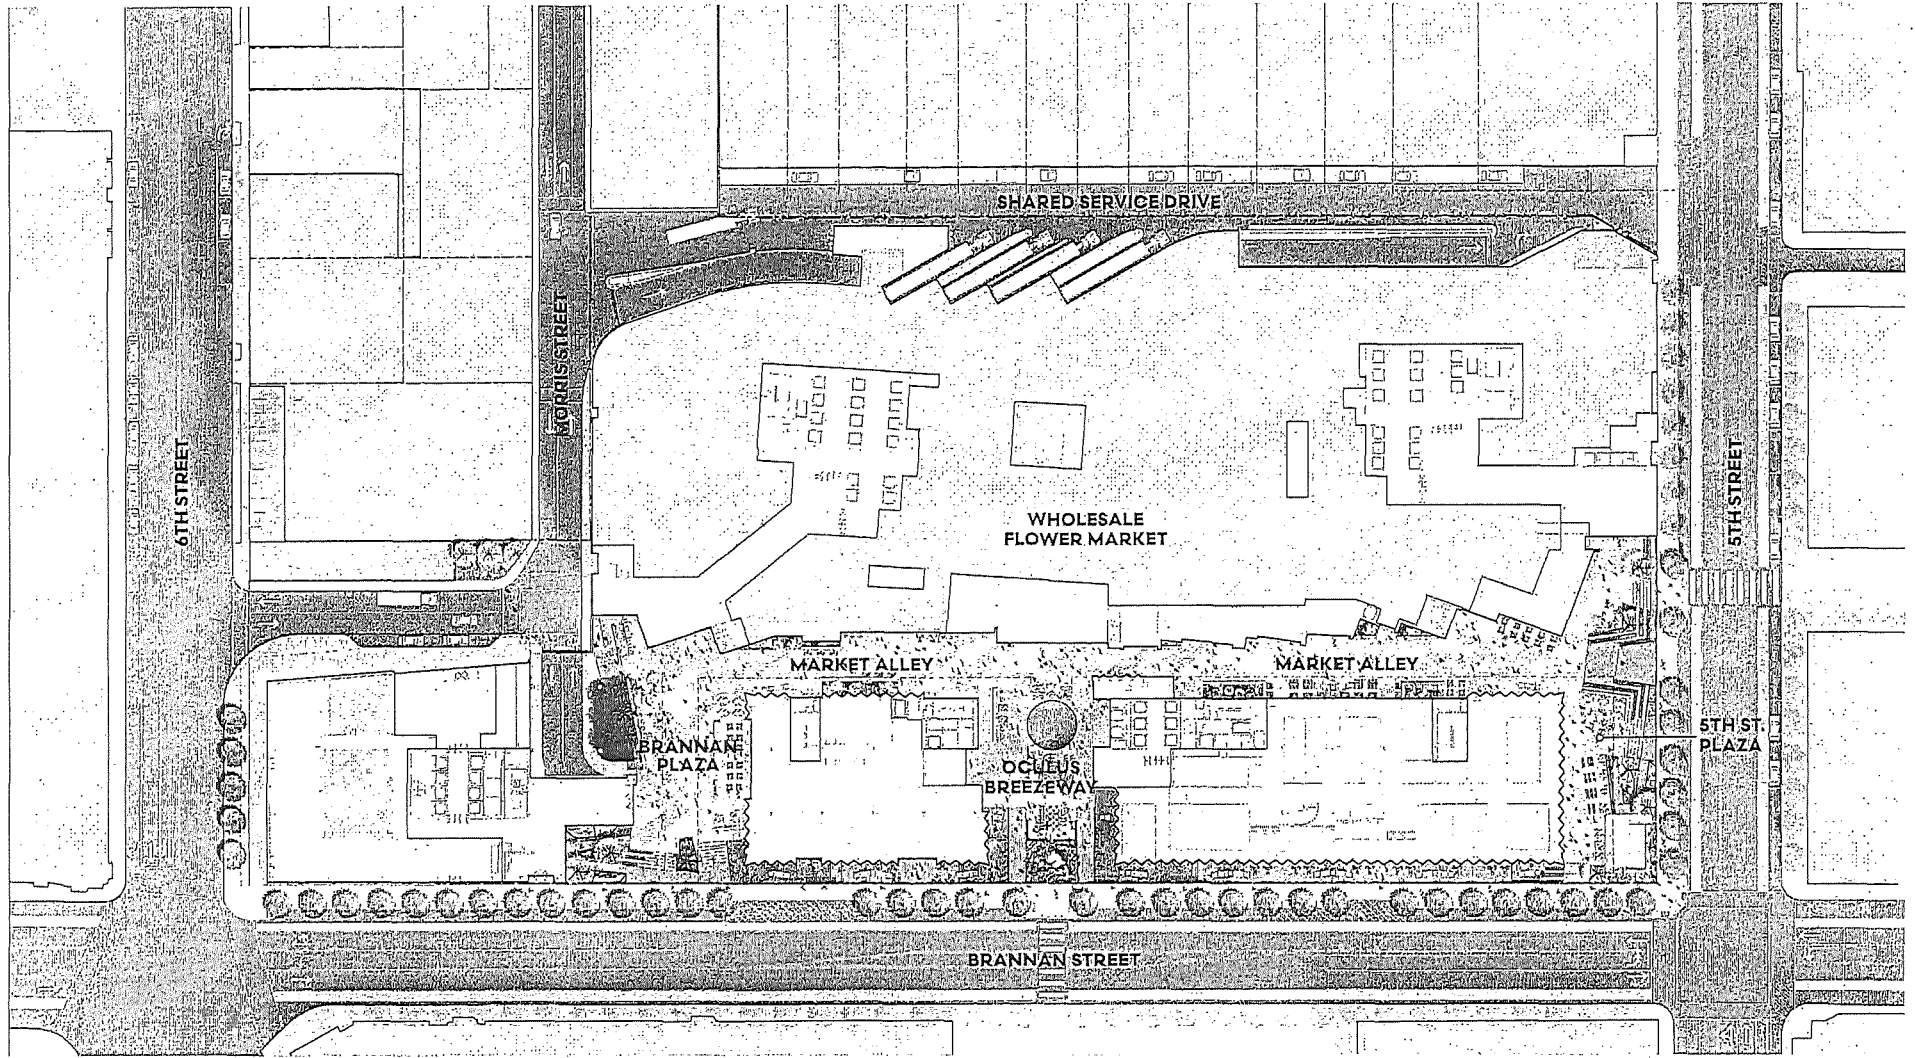 SHARED SERVICE DRIVE
MORRIS STREET
6TH STREET
5TH STREET
WHOLESALE
FLOWER MARKET
MARKET ALLEY
MARKET ALLEY
BRANNAN
PLAZA
5TH ST.
PLAZA
OCULUS
BREEZEWAY
BRANNAN STREET